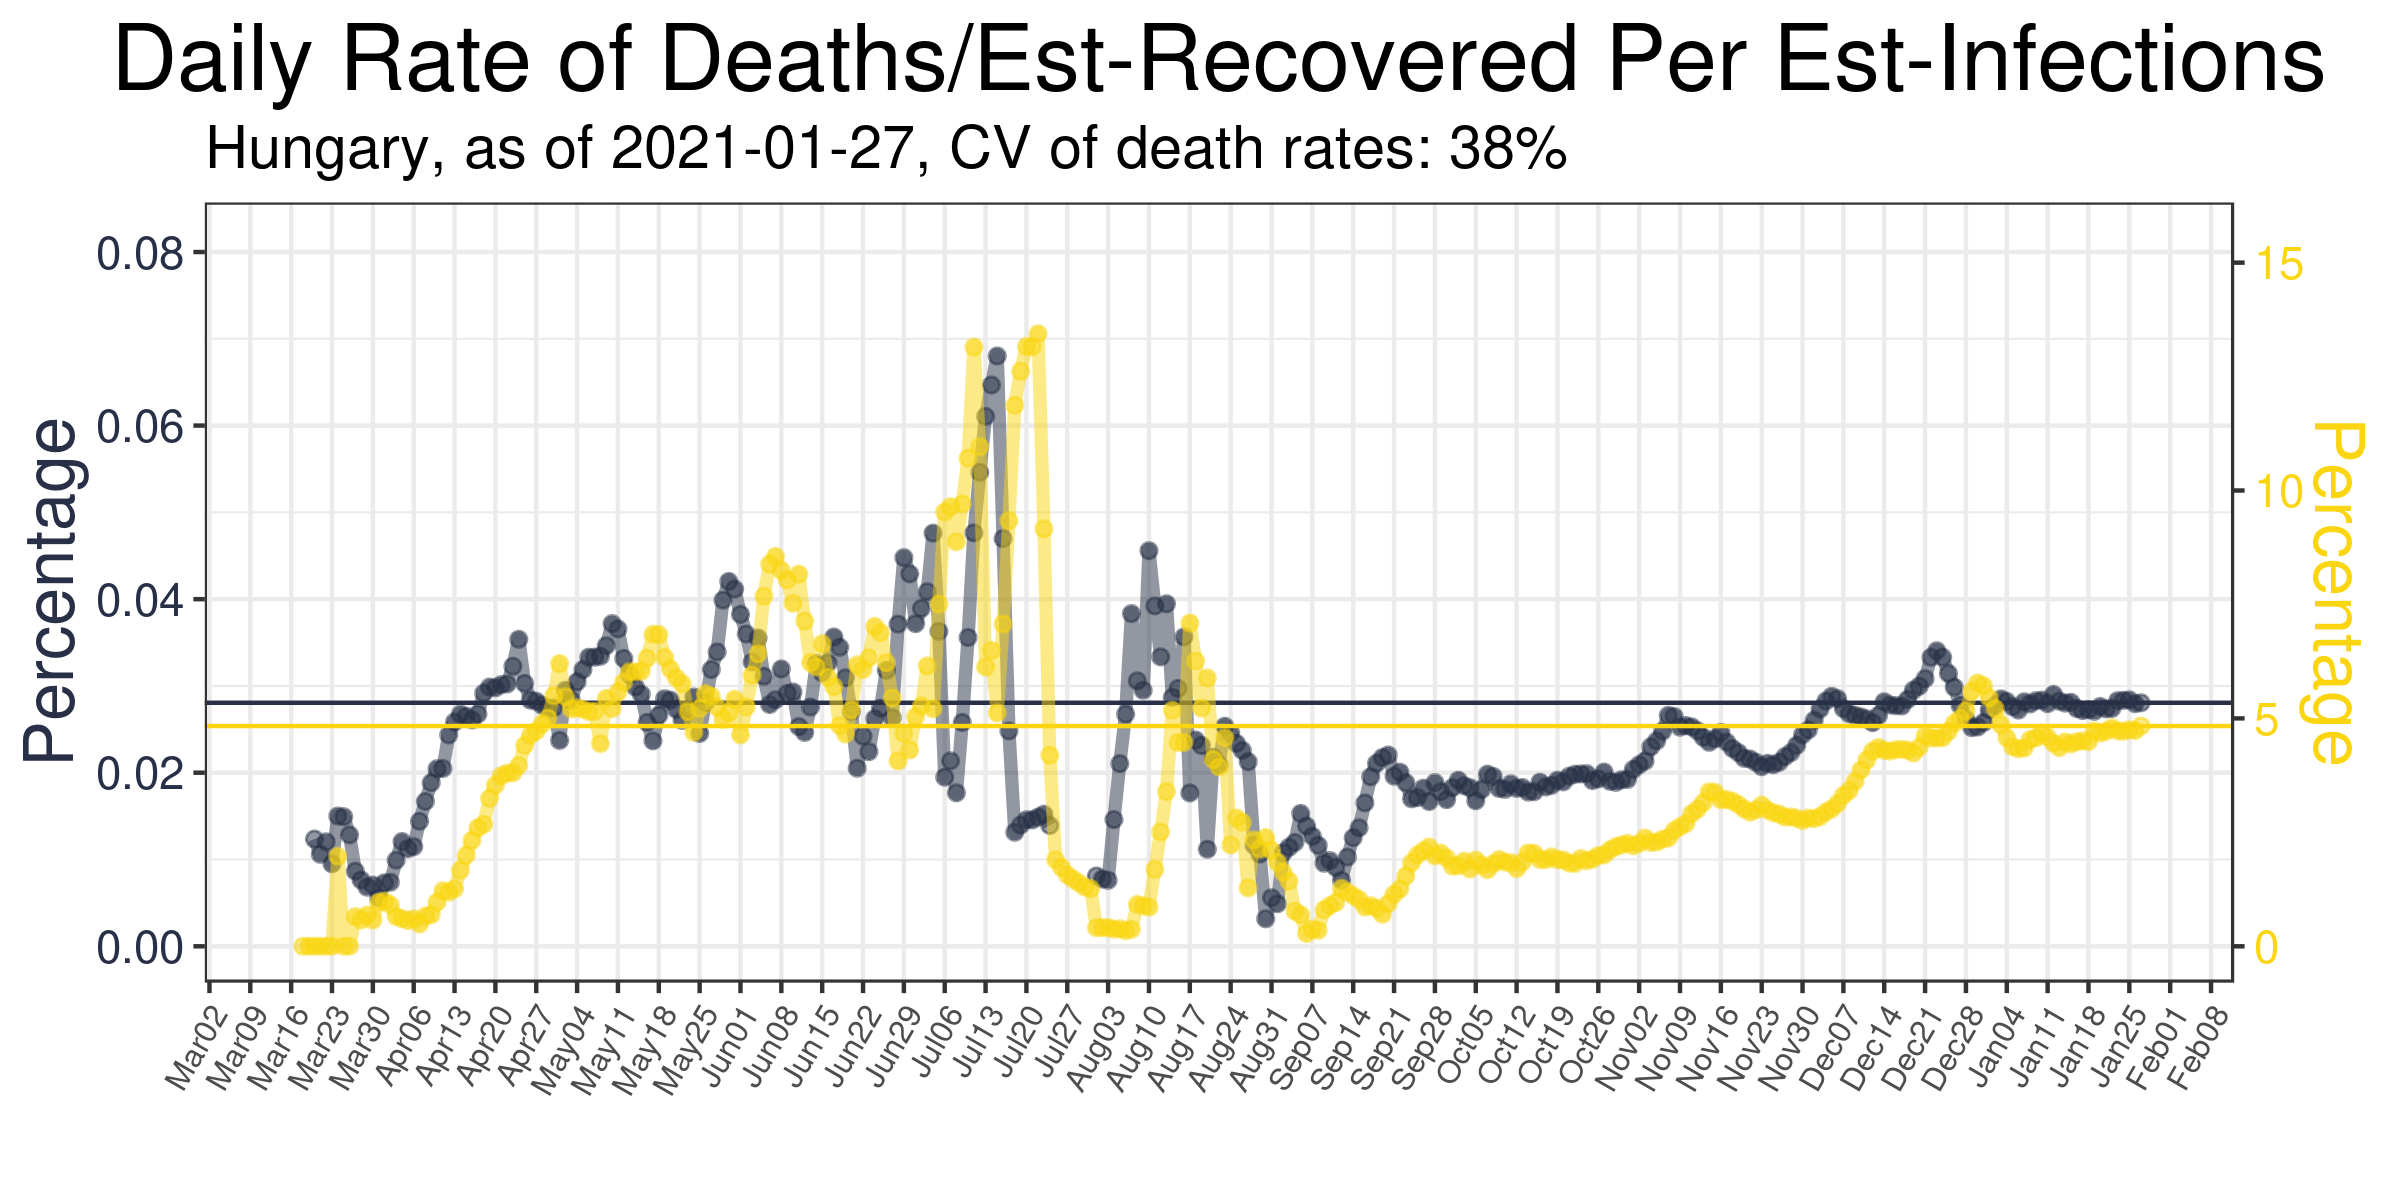 Daily Rate of Deaths/Est-Recovered Per Est-Infections
Hungary, as of 2021-01-27, CV of death rates: 38%
Percentage
0.08
0.06
0.04
0.02
0.00
15
10
5
0
Percentage
Mar02
Mar09
Mar16
Mar23
Mar30
Apr06
Apr13
Apr20
Apr27
May04
May11
May18
May25
Jun01
Jun08
Jun15
Jun22
Jun29
Jul06
Jul13
Jul20
Jul27
Aug03
Aug10
Aug17
Aug24
Aug31
Sep07
Sep14
Sep21
Sep28
Oct05
Oct12
Oct19
Oct26
Nov02
Nov09
Nov16
Nov23
Nov30
Dec07
Dec14
Dec21
Dec28
Jan04
Jan11
Jan18
Jan25
Feb01
Feb08